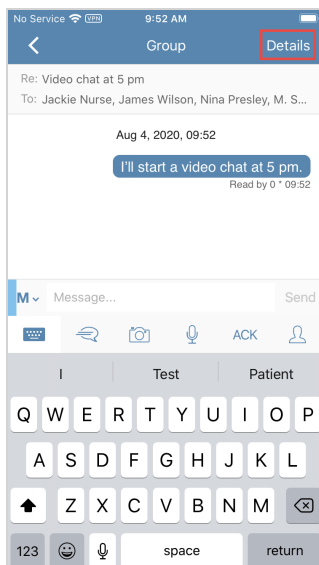 No Service VPN 9:52 AM
Group Details
Re: Video chat at 5 pm
To: Jackie Nurse, James Wilson, Nina Presley, M. S...
Aug 4, 2020, 09:52
I'll start a video chat at 5 pm.
Read by 0 * 09:52
M Message... Send
ACK
I Test Patient
Q W E R T Y U I O P
A S D F G H J K L
Z X C V B N M
123 space return